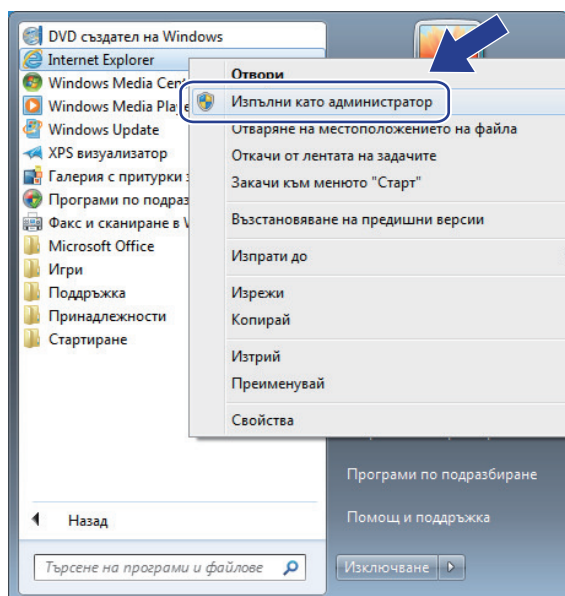 DVD създател на Windows
Internet Explorer
Windows Media Cen
Windows Media Playe
Windows Update
XPS визуализатор
Галерия с притурки
Програми по подраз
Факс и сканиране в
Microsoft Office
Игри
Поддръжка
Принадлежности
Стартиране
Отвори
Изпълни като администратор
Отваряне на местоположението на файла
Откачи от лентата на задачите
Закачи към менюто "Старт"
Възстановяване на предишни версии
Изпрати до
Изрежи
Копирай
Изтрий
Преименувай
Свойства
Програми по подразбиране
Помощ и поддръжка
Назад
Търсене на програми и файлове
Изключване